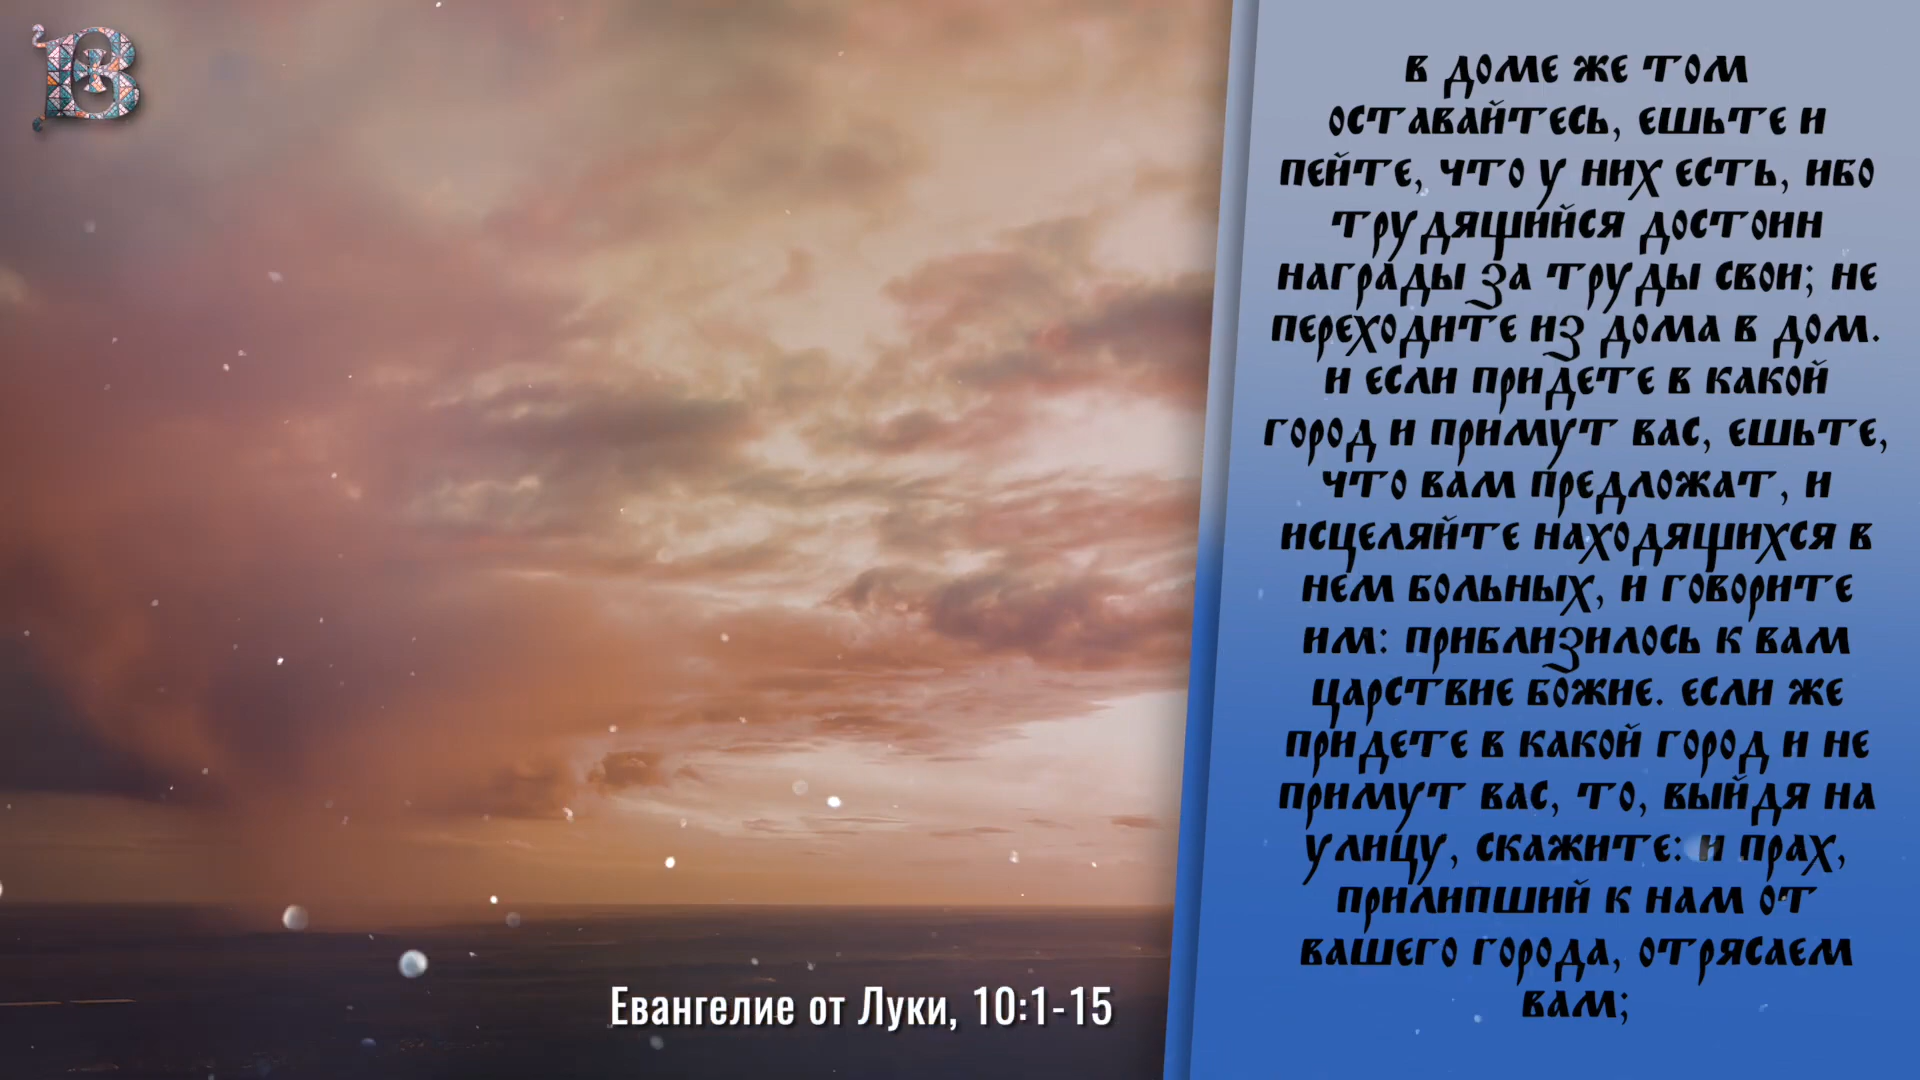 В
в доме же том
оставайтесь, ешьте и
пейте, что у них есть, ибо
трудящийся достоин
награды за труды свои; не
переходите из дома в дом.
и если придете в какой
город и примут вас, ешьте,
что вам предложат, и
исцеляйте находящихся в
нем больных, и говорите
им: приблизилось к вам
царствие божие. если же
придете в какой город и не
примут вас, то, выйдя на
улицу, скажите: и прах,
прилипший к нам от
вашего города, отрясаем
вам;
Евангелие от Луки, 10:1-15